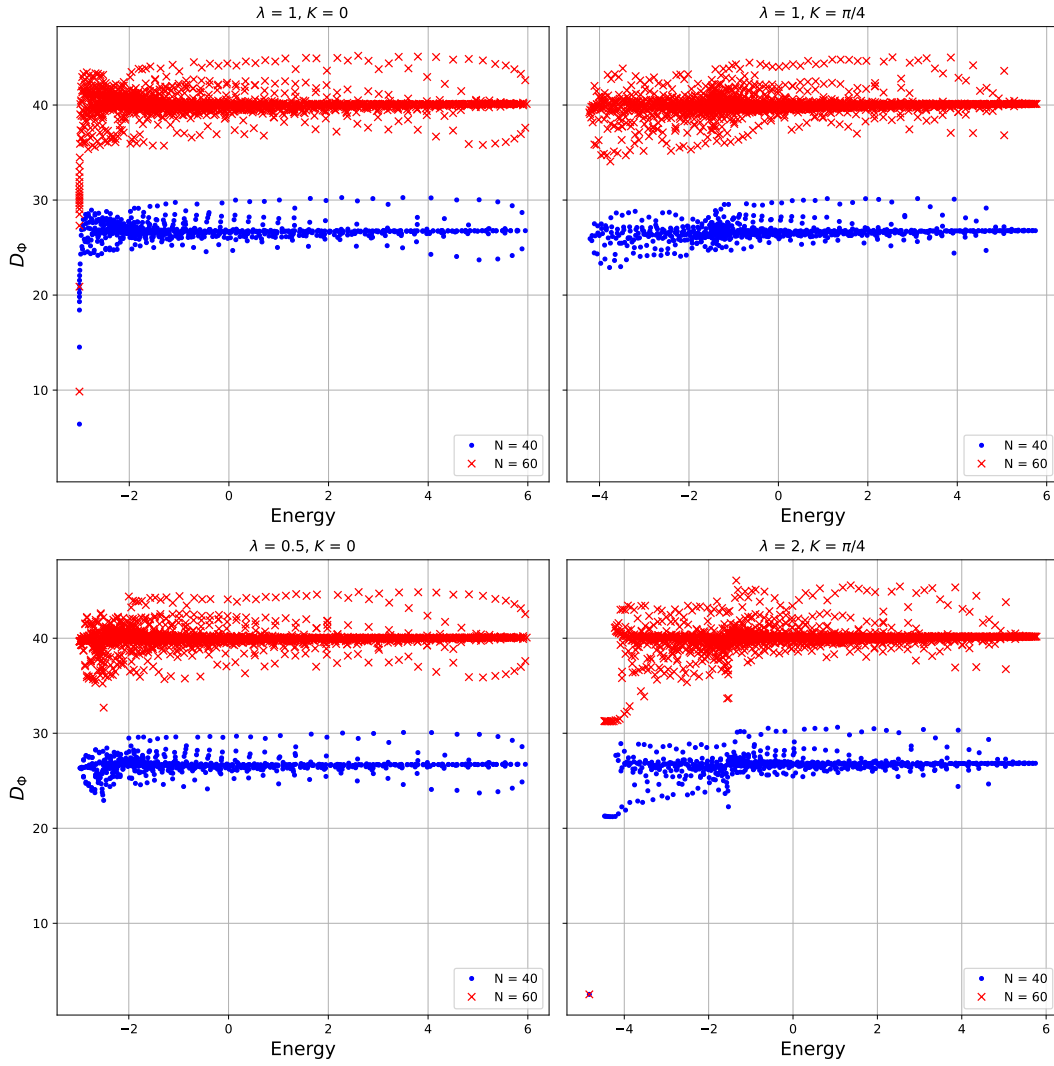 λ = 1, K = 0
λ = 1, K = π/4
D_Φ
40
30
20
10
−2
0
2
4
6
−4
−2
0
2
4
6
N = 40
N = 60
N = 40
N = 60
Energy
Energy
λ = 0.5, K = 0
λ = 2, K = π/4
D_Φ
40
30
20
10
−2
0
2
4
6
−4
−2
0
2
4
6
N = 40
N = 60
N = 40
N = 60
Energy
Energy